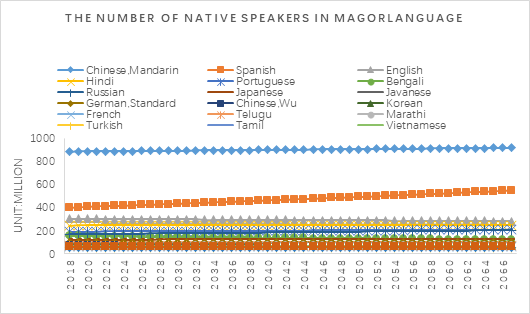 THE NUMBER OF NATIVE SPEAKERS IN MAGORLANGUAGE
Chinese,Mandarin Spanish English
Hindi Portuguese Bengali
Russian Japanese Javanese
German,Standard Chinese,Wu Korean
French Telugu Marathi
Turkish Tamil Vietnamese
UNIT:MILLION
1000
800
600
400
200
0
2018 2020 2022 2024 2026 2028 2030 2032 2034 2036 2038 2040 2042 2044 2046 2048 2050 2052 2054 2056 2058 2060 2062 2064 2066